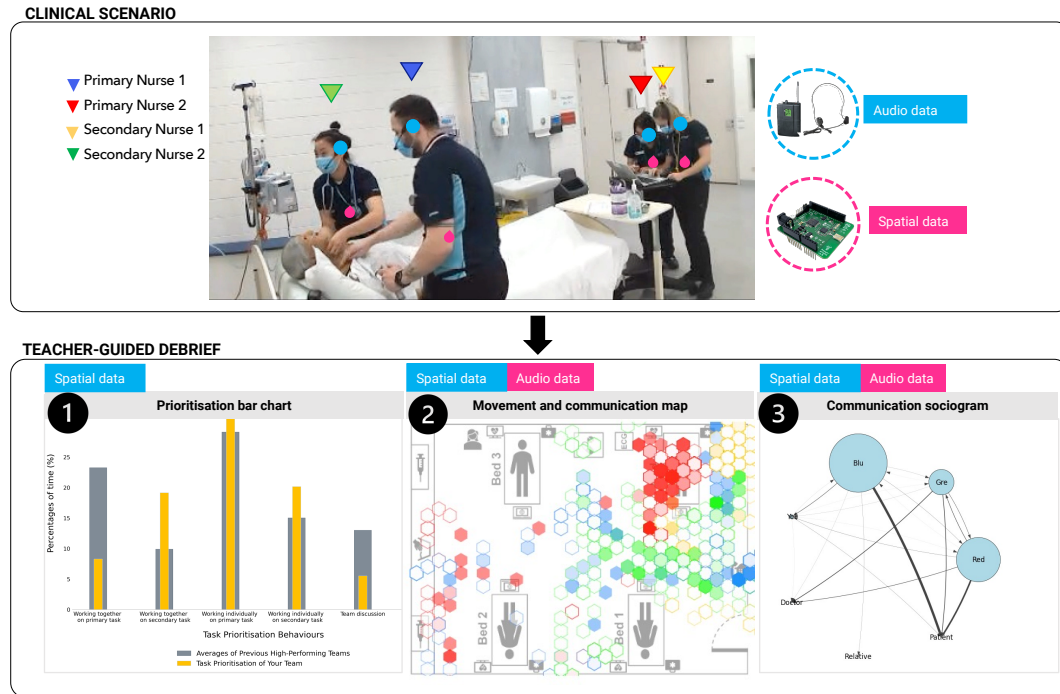 CLINICAL SCENARIO
Primary Nurse 1
Primary Nurse 2
Secondary Nurse 1
Secondary Nurse 2
Audio data
Spatial data
TEACHER-GUIDED DEBRIEF
Spatial data
1
Prioritisation bar chart
Percentages of time (%)
25
20
15
10
5
0
Working together
on primary task
Working together
on secondary task
Working individually
on primary task
Working individually
on secondary task
Team discussion
Task Prioritisation Behaviours
Averages of Previous High-Performing Teams
Task Prioritisation of Your Team
Spatial data
Audio data
2
Movement and communication map
Bed 3
ECG
Bed 2
Bed 1
Spatial data
Audio data
3
Communication sociogram
Blu
Gre
Yel
Red
Doctor
Patient
Relative